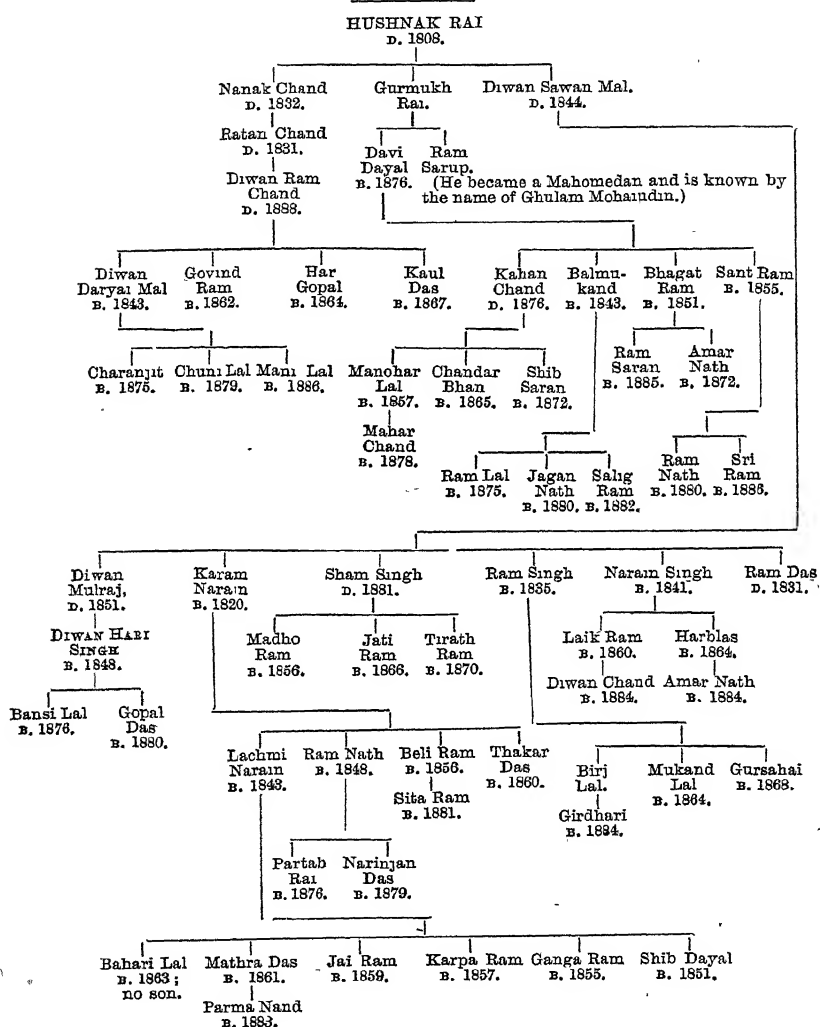 HUSHNAK RAI
D. 1808.
Nanak Chand
D. 1832.
Gurmukh
Rai.
Diwan Sawan Mal.
D. 1844.
Ratan Chand
D. 1831.
Diwan Ram
Chand
D. 1888.
Davi
Dayal
B. 1876.
Ram
Sarup.
(He became a Mahomedan and is known by
the name of Ghulam Mohaindin.)
Diwan
Daryai Mal
B. 1843.
Govind
Ram
B. 1862.
Har
Gopal
B. 1864.
Kaul
Das
B. 1867.
Kahan
Chand
D. 1876.
Balmu-
kand
B. 1843.
Bhagat
Ram
B. 1851.
Sant Ram
B. 1855.
Charanjit
B. 1875.
Chuni Lal
B. 1879.
Mani Lal
B. 1886.
Manohar
Lal
B. 1857.
Chandar
Bhan
B. 1865.
Shib
Saran
B. 1872.
Ram
Saran
B. 1885.
Amar
Nath
B. 1872.
Mahar
Chand
B. 1878.
Ram Lal
B. 1875.
Jagan
Nath
B. 1880.
Salig
Ram
B. 1882.
Ram
Nath
B. 1880.
Sri
Ram
B. 1886.
Diwan
Mulraj,
D. 1851.
Karam
Narain
B. 1820.
Sham Singh
D. 1881.
Ram Singh
B. 1835.
Narain Singh
B. 1841.
Ram Das
D. 1831.
DIWAN HARI
SINGH
B. 1848.
Madho
Ram
B. 1856.
Jati
Ram
B. 1866.
Tirath
Ram
B. 1870.
Laik Ram
B. 1860.
Harblas
B. 1864.
Diwan Chand
B. 1884.
Amar Nath
B. 1884.
Bansi Lal
B. 1876.
Gopal
Das
B. 1880.
Lachmi
Narain
B. 1843.
Ram Nath
B. 1848.
Beli Ram
B. 1856.
Thakar
Das
B. 1860.
Sita Ram
B. 1881.
Birj
Lal.
Mukand
Lal
B. 1864.
Gursahai
B. 1868.
Girdhari
B. 1884.
Partab
Rai
B. 1876.
Narinjan
Das
B. 1879.
Bahari Lal
B. 1863;
no son.
Mathra Das
B. 1861.
Jai Ram
B. 1859.
Karpa Ram
B. 1857.
Ganga Ram
B. 1855.
Shib Dayal
B. 1851.
Parma Nand
B. 1883.